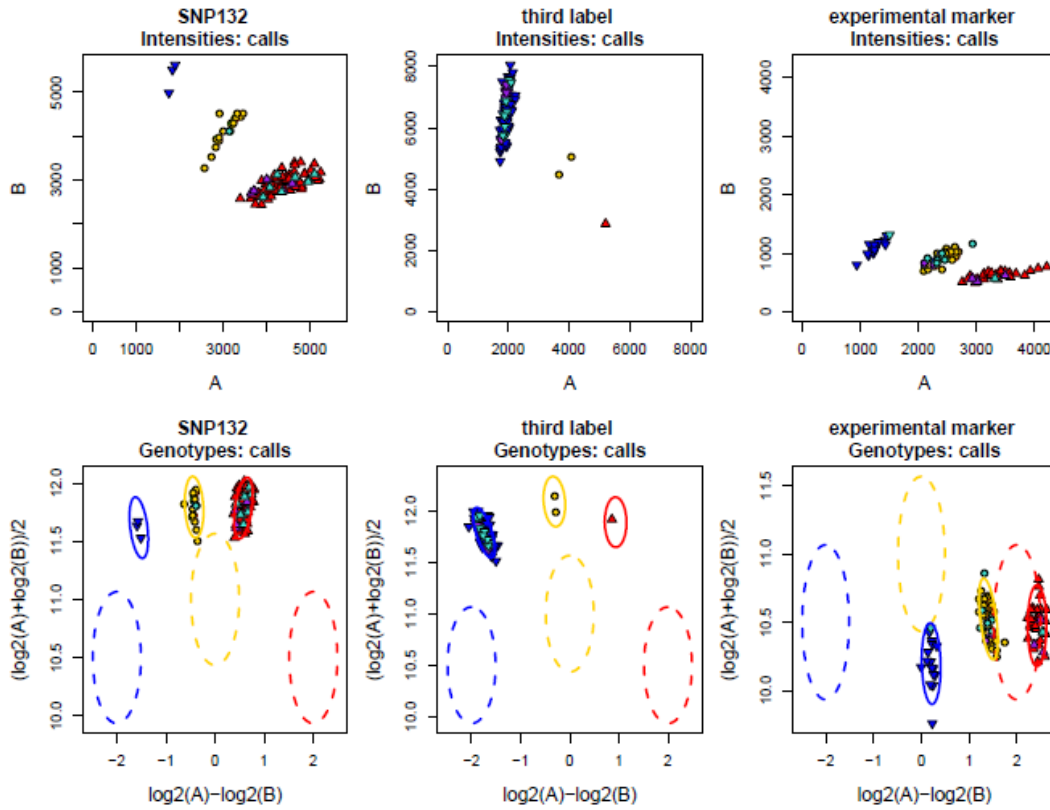 SNP132
Intensities: calls
B
0
1000
3000
5000
0
1000
3000
5000
A
third label
Intensities: calls
B
0
2000
4000
6000
8000
0
2000
4000
6000
8000
A
experimental marker
Intensities: calls
B
0
1000
2000
3000
4000
0
1000
2000
3000
4000
A
SNP132
Genotypes: calls
(log2(A)+log2(B))/2
10.0
10.5
11.0
11.5
12.0
−2
−1
0
1
2
log2(A)−log2(B)
third label
Genotypes: calls
(log2(A)+log2(B))/2
10.0
10.5
11.0
11.5
12.0
−2
−1
0
1
2
log2(A)−log2(B)
experimental marker
Genotypes: calls
(log2(A)+log2(B))/2
10.0
10.5
11.0
11.5
−2
−1
0
1
2
log2(A)−log2(B)